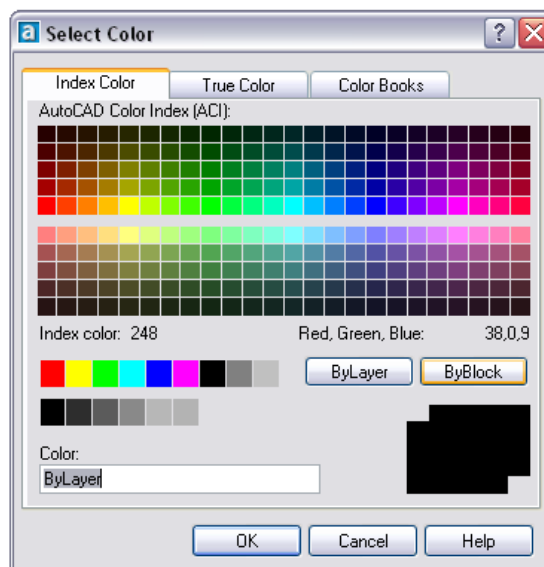 a Select Color
?
Index Color True Color Color Books
AutoCAD Color Index (ACI):
Index color: 248 Red, Green, Blue: 38,0,9
ByLayer ByBlock
Color:
ByLayer
OK Cancel Help